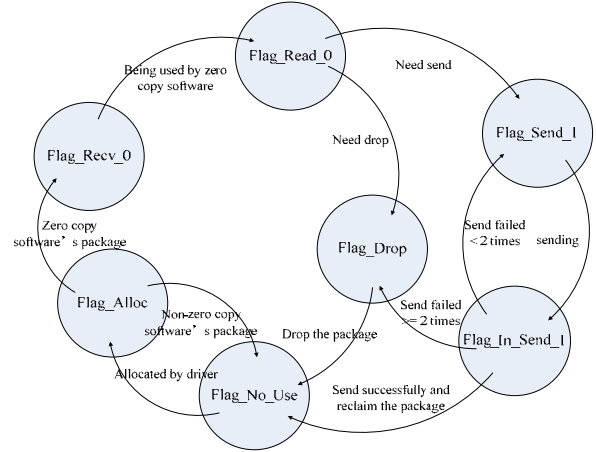 Flag_Read_0
Being used by zero
copy software
Need send
Flag_Send_1
Need drop
Flag_Recv_0
Zero copy
software’s package
Flag_Drop
Send failed
<2 times
sending
Flag_Alloc
Non-zero copy
software’s package
Send failed
>= 2 times
Drop the package
Flag_In_Send_1
Allocated by driver
Flag_No_Use
Send successfully and
reclaim the package